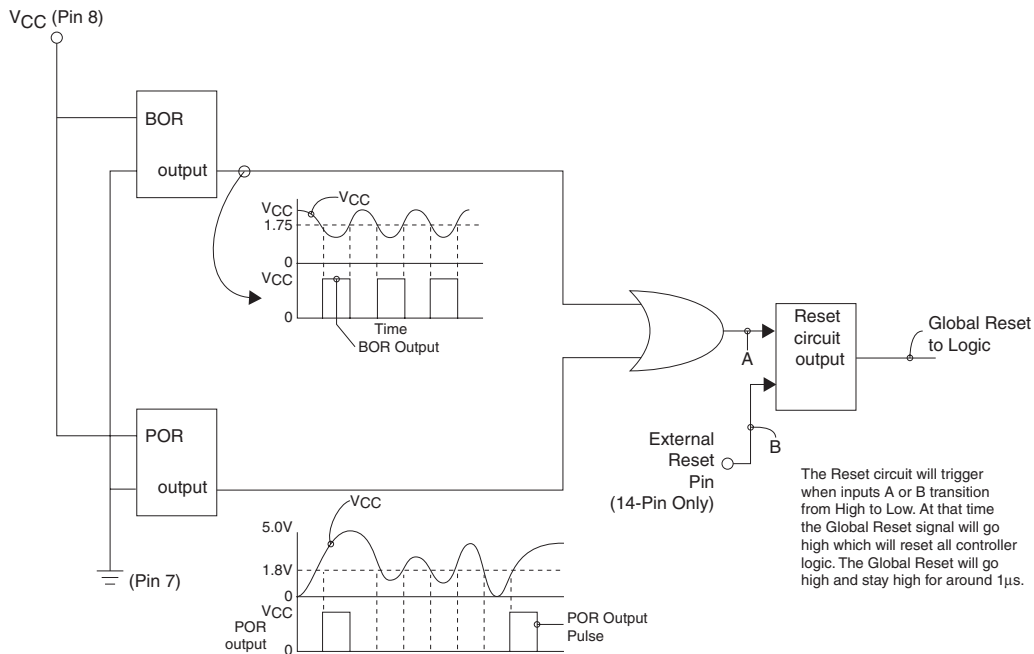 VCC (Pin 8)
BOR
output
VCC
VCC
1.75
0
VCC
0
Time
BOR Output
A
Reset
circuit
output
Global Reset
to Logic
B
External
Reset
Pin
(14-Pin Only)
POR
output
(Pin 7)
VCC
5.0V
1.8V
0
VCC
POR
output
0
POR Output
Pulse
The Reset circuit will trigger
when inputs A or B transition
from High to Low. At that time
the Global Reset signal will go
high which will reset all controller
logic. The Global Reset will go
high and stay high for around 1µs.